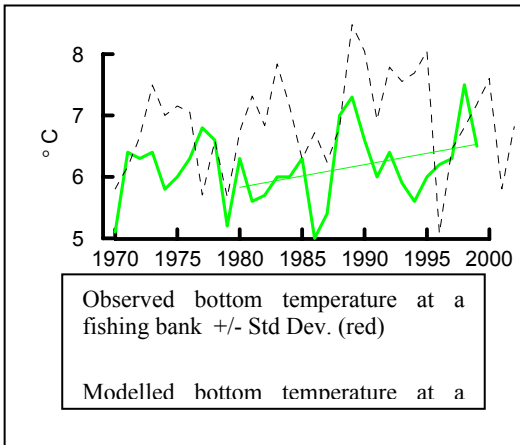 8
7
° C
6
5
1970 1975 1980 1985 1990 1995 2000
Observed bottom temperature at a
fishing bank +/- Std Dev. (red)
Modelled bottom temperature at a